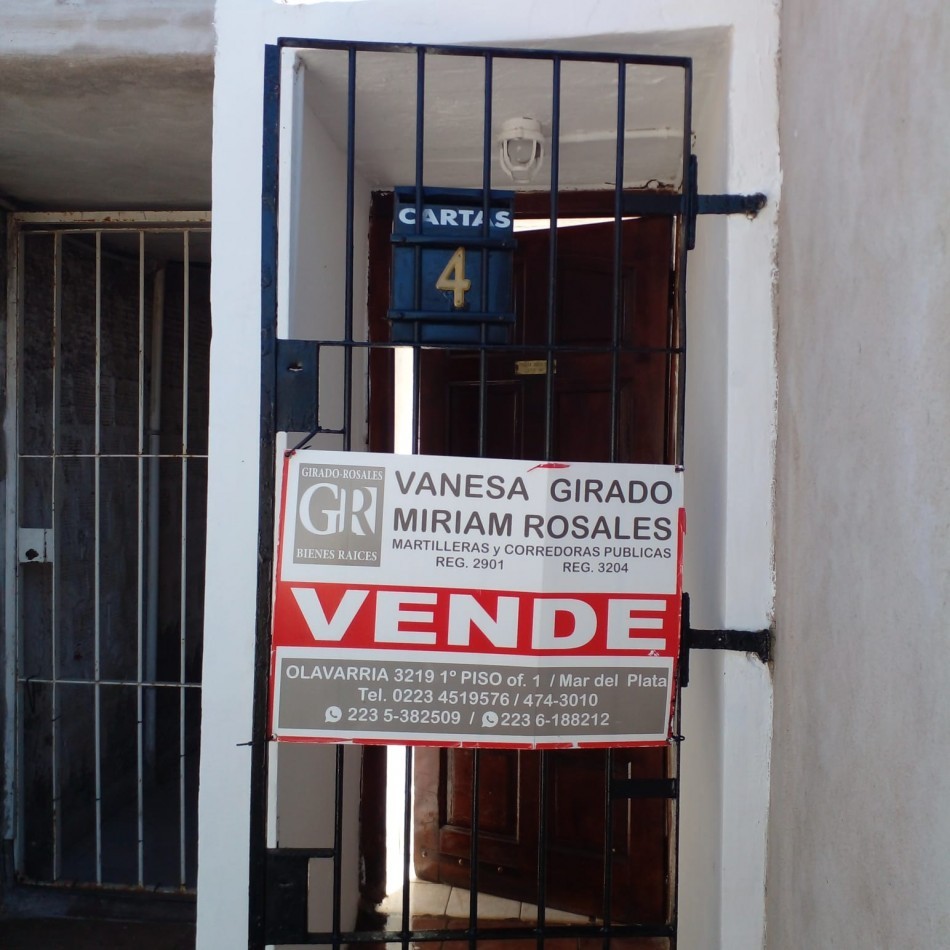 CARTAS
4
GIRADO-ROSALES
GR
BIENES RAICES
VANESA GIRADO
MIRIAM ROSALES
MARTILLERAS y CORREDORAS PUBLICAS
REG. 2901 REG. 3204
VENDE
OLAVARRIA 3219 1º PISO of. 1 / Mar del Plata
Tel. 0223 4519576 / 474-3010
223 5-382509 / 223 6-188212